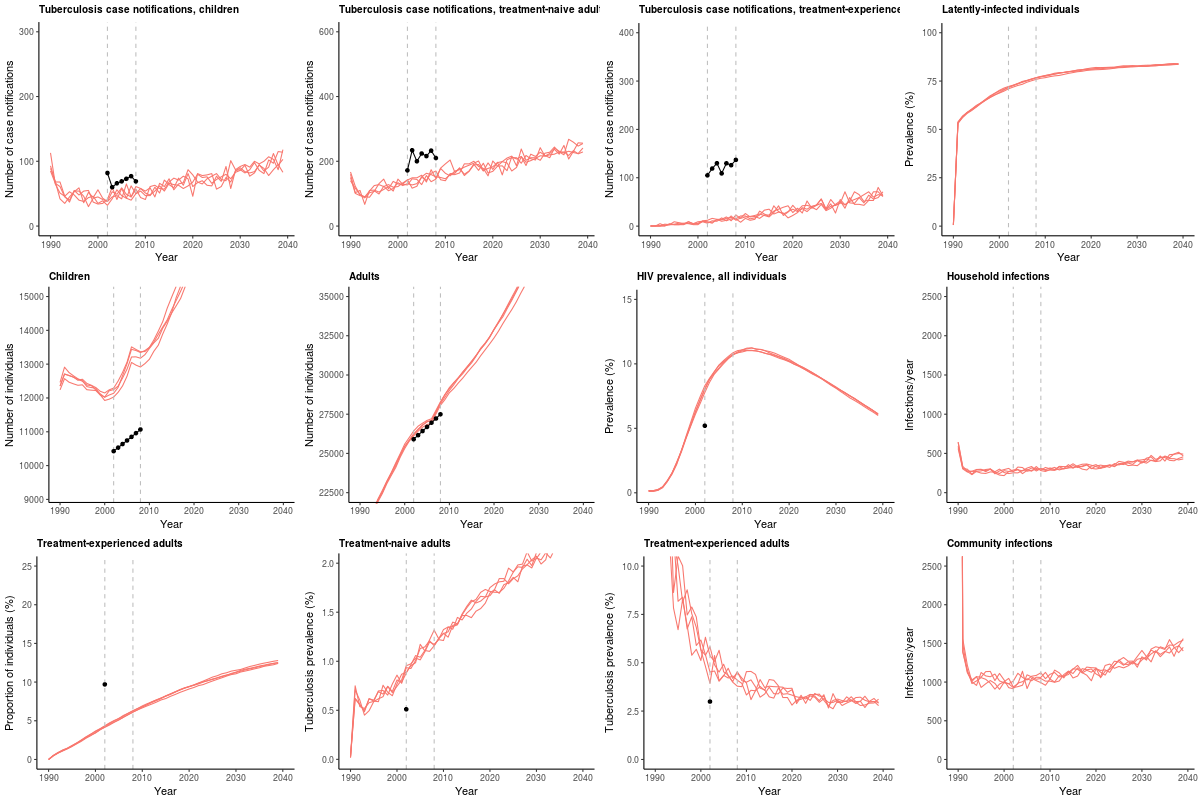 Tuberculosis case notifications, children
Number of case notifications
300
200
100
0
1990 2000 2010 2020 2030 2040
Year
Tuberculosis case notifications, treatment-naive adult
Number of case notifications
600
400
200
0
1990 2000 2010 2020 2030 2040
Year
Tuberculosis case notifications, treatment-experience
Number of case notifications
400
300
200
100
0
1990 2000 2010 2020 2030 2040
Year
Latently-infected individuals
Prevalence (%)
100
75
50
25
0
1990 2000 2010 2020 2030 2040
Year
Children
Number of individuals
15000
14000
13000
12000
11000
10000
9000
1990 2000 2010 2020 2030 2040
Year
Adults
Number of individuals
35000
32500
30000
27500
25000
22500
1990 2000 2010 2020 2030 2040
Year
HIV prevalence, all individuals
Prevalence (%)
15
10
5
0
1990 2000 2010 2020 2030 2040
Year
Household infections
Infections/year
2500
2000
1500
1000
500
0
1990 2000 2010 2020 2030 2040
Year
Treatment-experienced adults
Proportion of individuals (%)
25
20
15
10
5
0
1990 2000 2010 2020 2030 2040
Year
Treatment-naive adults
Tuberculosis prevalence (%)
2.0
1.5
1.0
0.5
0.0
1990 2000 2010 2020 2030 2040
Year
Treatment-experienced adults
Tuberculosis prevalence (%)
10.0
7.5
5.0
2.5
0.0
1990 2000 2010 2020 2030 2040
Year
Community infections
Infections/year
2500
2000
1500
1000
500
0
1990 2000 2010 2020 2030 2040
Year